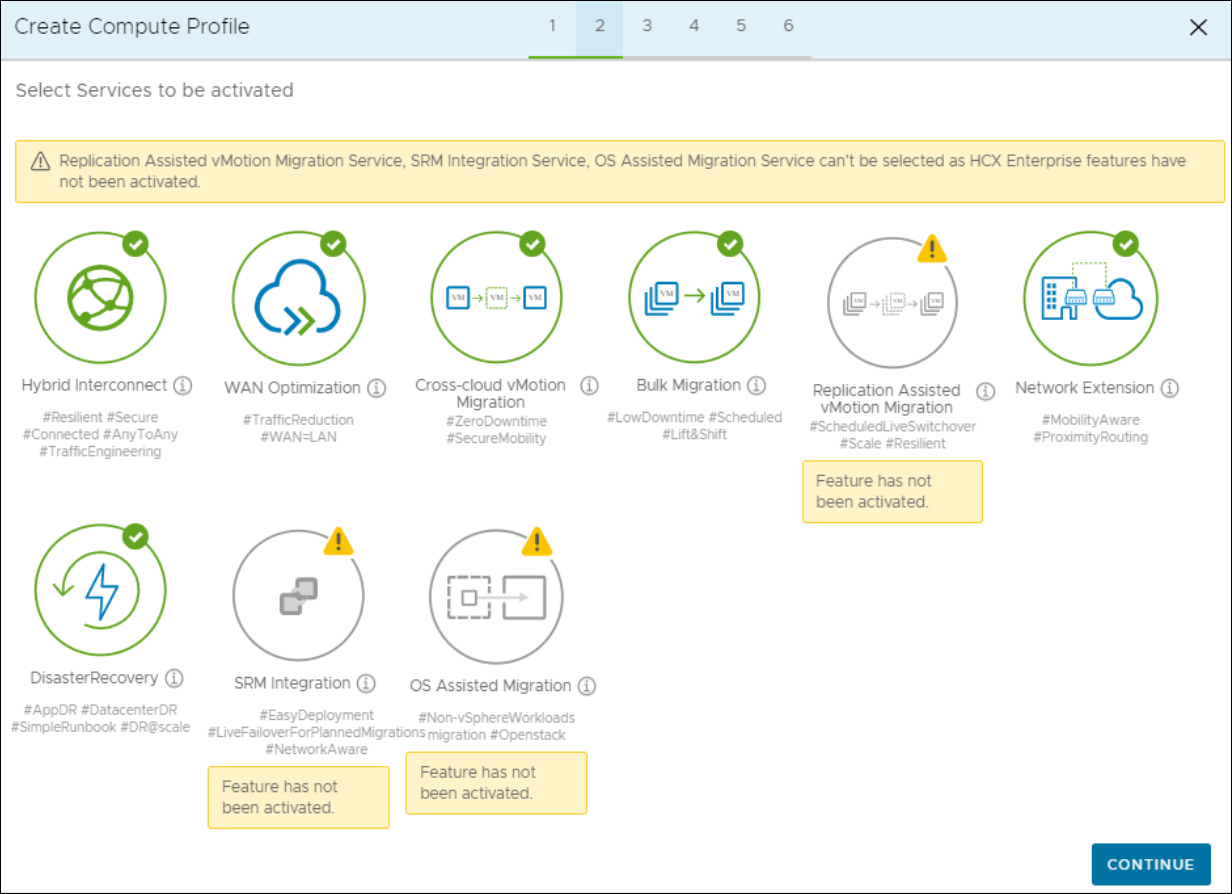 Create Compute Profile
1 2 3 4 5 6
Select Services to be activated
Replication Assisted vMotion Migration Service, SRM Integration Service, OS Assisted Migration Service can't be selected as HCX Enterprise features have
not been activated.
VM VM VM
VM VM
VM VM VM
Hybrid Interconnect
#Resilient #Secure
#Connected #AnyToAny
#TrafficEngineering
WAN Optimization
#TrafficReduction
#WAN=LAN
Cross-cloud vMotion
Migration
#ZeroDowntime
#SecureMobility
Bulk Migration
#LowDowntime #Scheduled
#Lift&Shift
Replication Assisted
vMotion Migration
#ScheduledLiveSwitchover
#Scale #Resilient
Feature has not
been activated.
Network Extension
#MobilityAware
#ProximityRouting
DisasterRecovery
#AppDR #DatacenterDR
#SimpleRunbook #DR@scale
SRM Integration
#EasyDeployment
#LiveFailoverForPlannedMigrations
#NetworkAware
Feature has not
been activated.
OS Assisted Migration
#Non-vSphereWorkloads
migration #Openstack
Feature has not
been activated.
CONTINUE